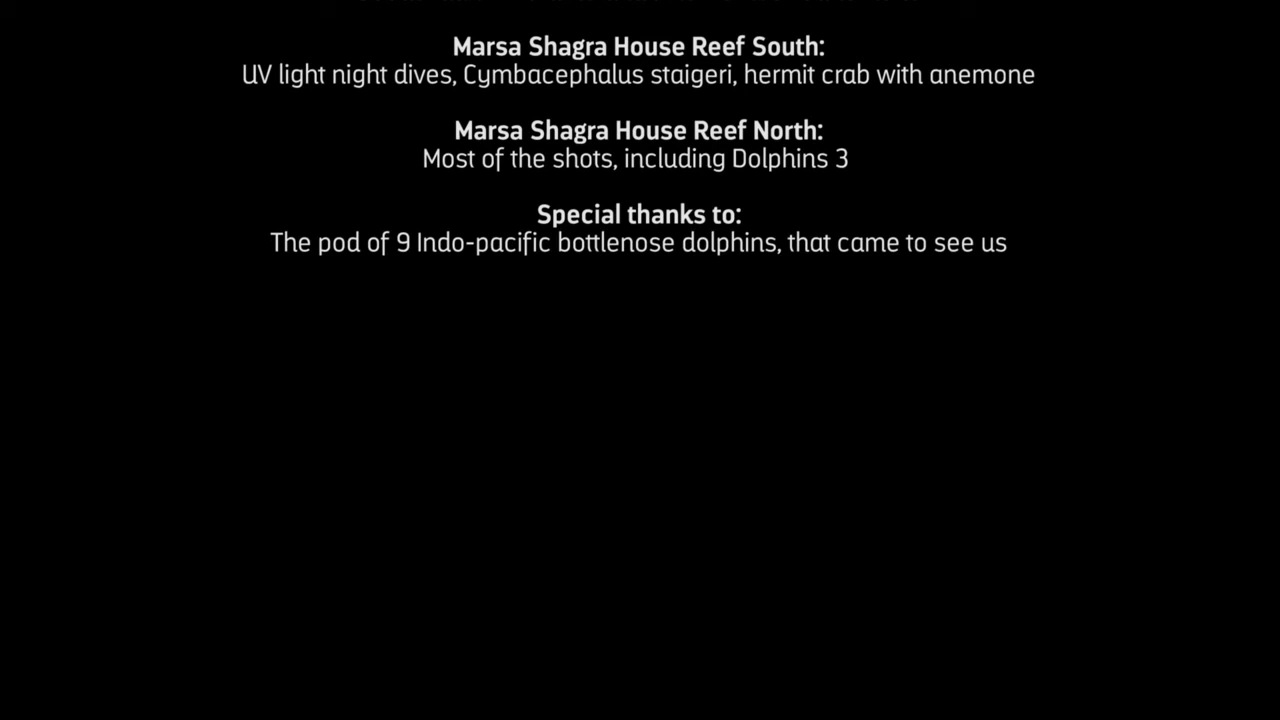 Marsa Shagra House Reef South:
UV light night dives, Cymbacephalus staigeri, hermit crab with anemone
Marsa Shagra House Reef North:
Most of the shots, including Dolphins 3
Special thanks to:
The pod of 9 Indo-pacific bottlenose dolphins, that came to see us